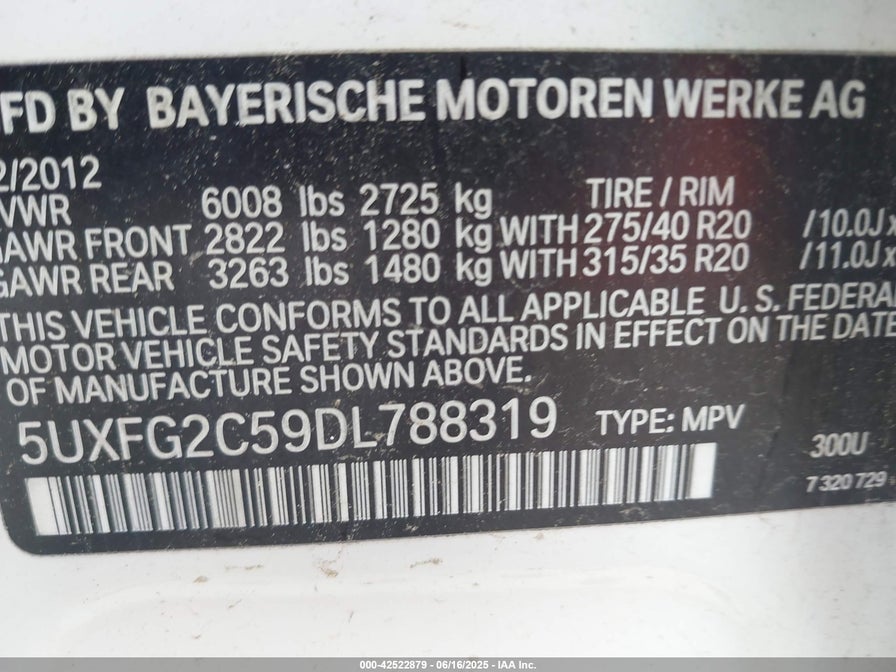 FD BY BAYERISCHE MOTOREN WERKE AG
2/2012
VWR 6008 lbs 2725 kg TIRE / RIM
AWR FRONT 2822 lbs 1280 kg WITH 275/40 R20 /10.0J
GAWR REAR 3263 lbs 1480 kg WITH 315/35 R20 /11.0Jx
THIS VEHICLE CONFORMS TO ALL APPLICABLE U. S. FEDERA
MOTOR VEHICLE SAFETY STANDARDS IN EFFECT ON THE DATE
OF MANUFACTURE SHOWN ABOVE.
5UXFG2C59DL788319 TYPE: MPV
300U
7 320 729
000-42522879 | 06/16/2025 - IAA Inc.